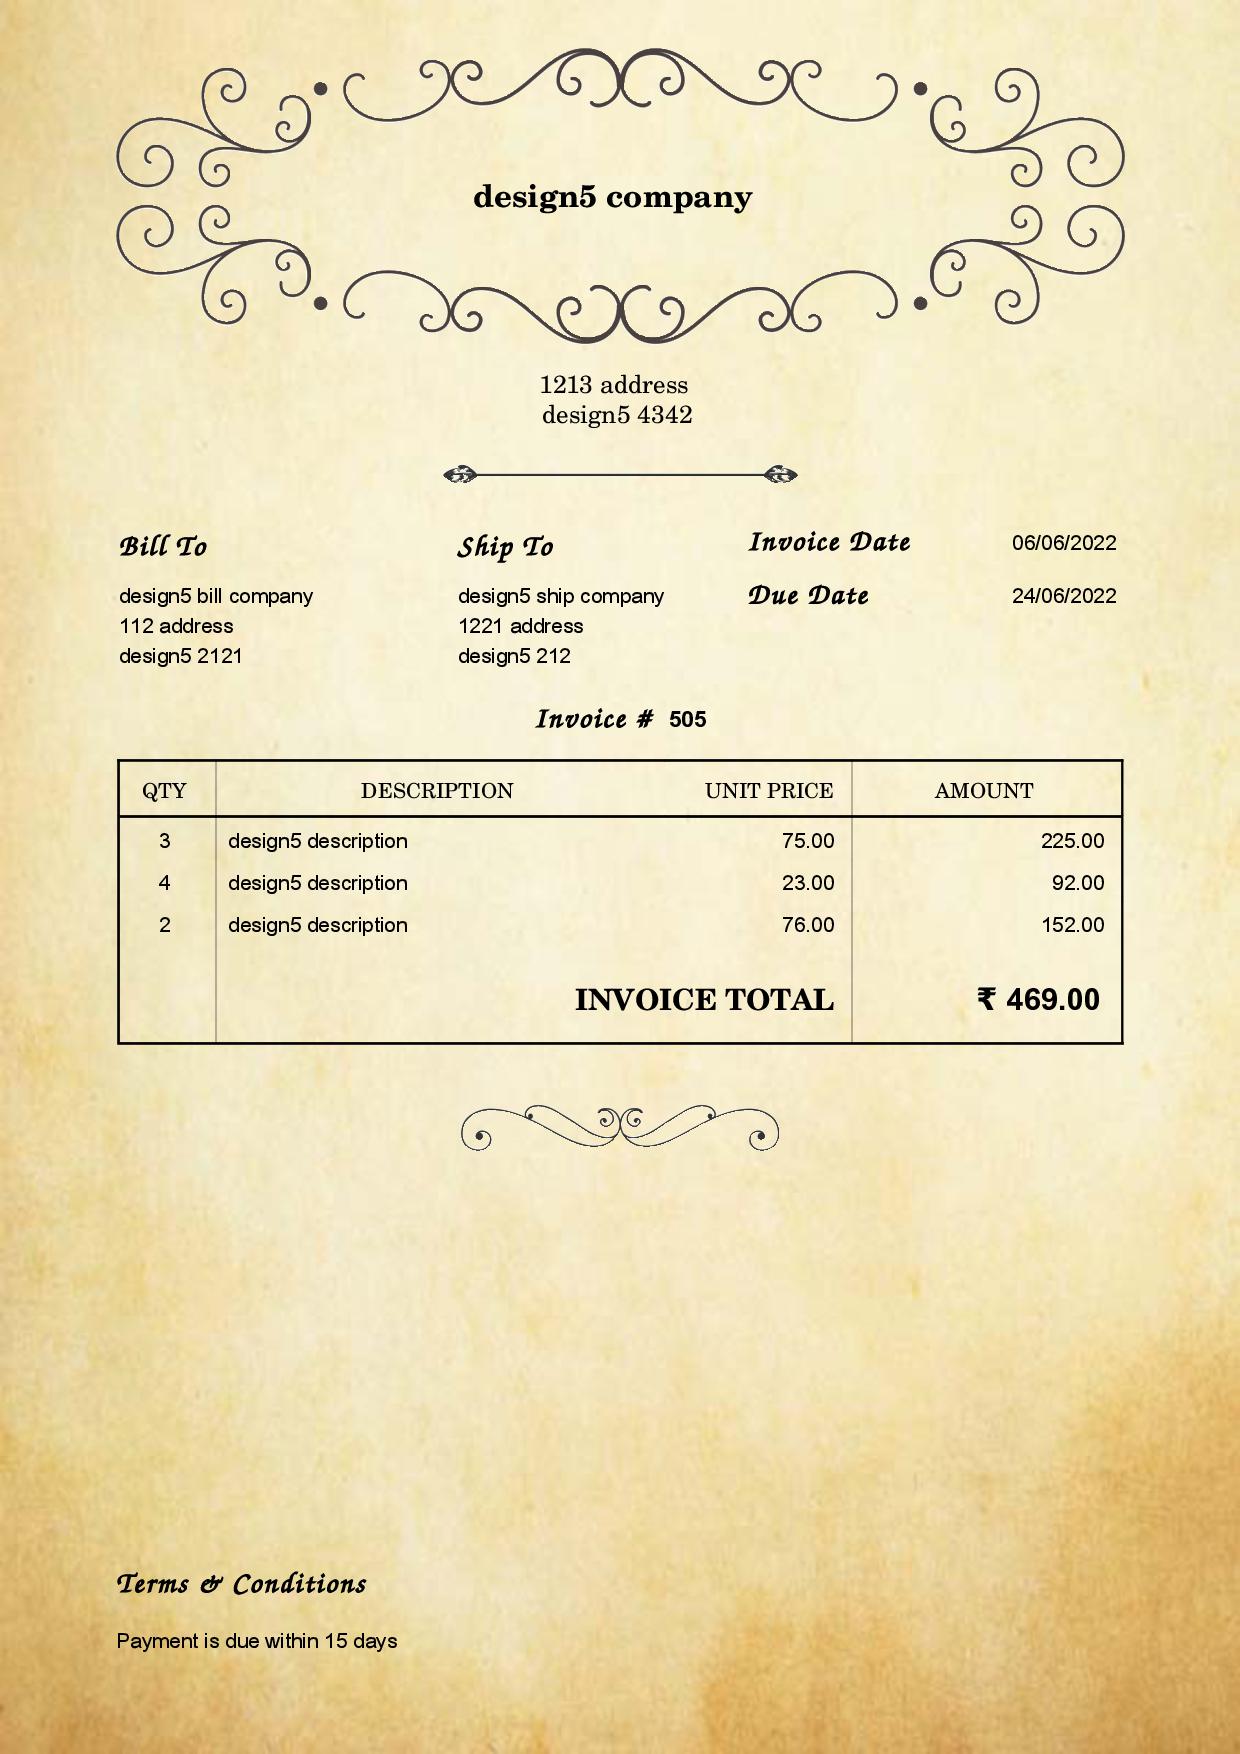 design5 company
1213 address
design5 4342
Bill To
design5 bill company
112 address
design5 2121
Ship To
design5 ship company
1221 address
design5 212
Invoice Date 06/06/2022
Due Date 24/06/2022
Invoice # 505
QTY DESCRIPTION UNIT PRICE AMOUNT
3 design5 description 75.00 225.00
4 design5 description 23.00 92.00
2 design5 description 76.00 152.00
INVOICE TOTAL ₹ 469.00
Terms & Conditions
Payment is due within 15 days